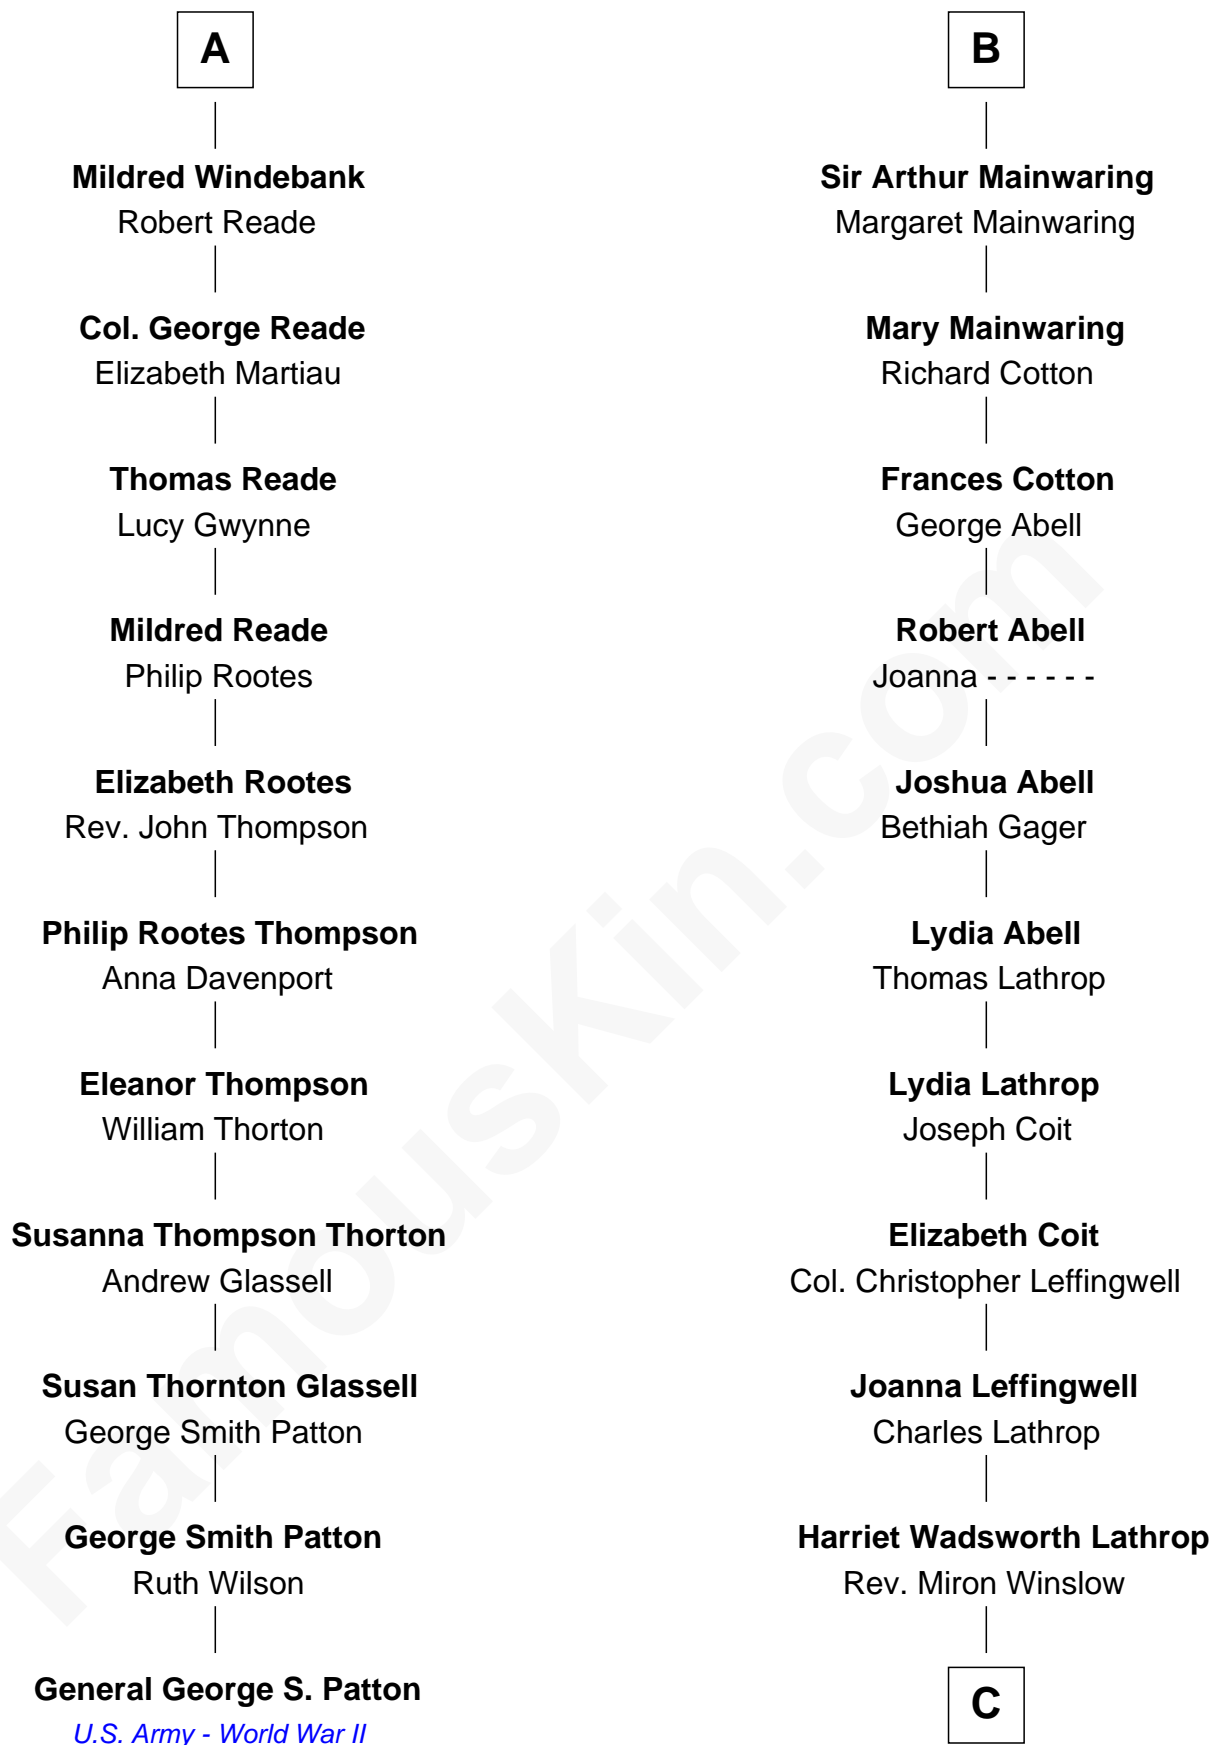 A
Mildred Windebank
Robert Reade
Col. George Reade
Elizabeth Martiau
Thomas Reade
Lucy Gwynne
Mildred Reade
Philip Rootes
Elizabeth Rootes
Rev. John Thompson
Philip Rootes Thompson
Anna Davenport
Eleanor Thompson
William Thorton
Susanna Thompson Thorton
Andrew Glassell
Susan Thornton Glassell
George Smith Patton
George Smith Patton
Ruth Wilson
General George S. Patton
U.S. Army - World War II
B
Sir Arthur Mainwaring
Margaret Mainwaring
Mary Mainwaring
Richard Cotton
Frances Cotton
George Abell
Robert Abell
Joanna - - - - - -
Joshua Abell
Bethiah Gager
Lydia Abell
Thomas Lathrop
Lydia Lathrop
Joseph Coit
Elizabeth Coit
Col. Christopher Leffingwell
Joanna Leffingwell
Charles Lathrop
Harriet Wadsworth Lathrop
Rev. Miron Winslow
C
FamousKin.com